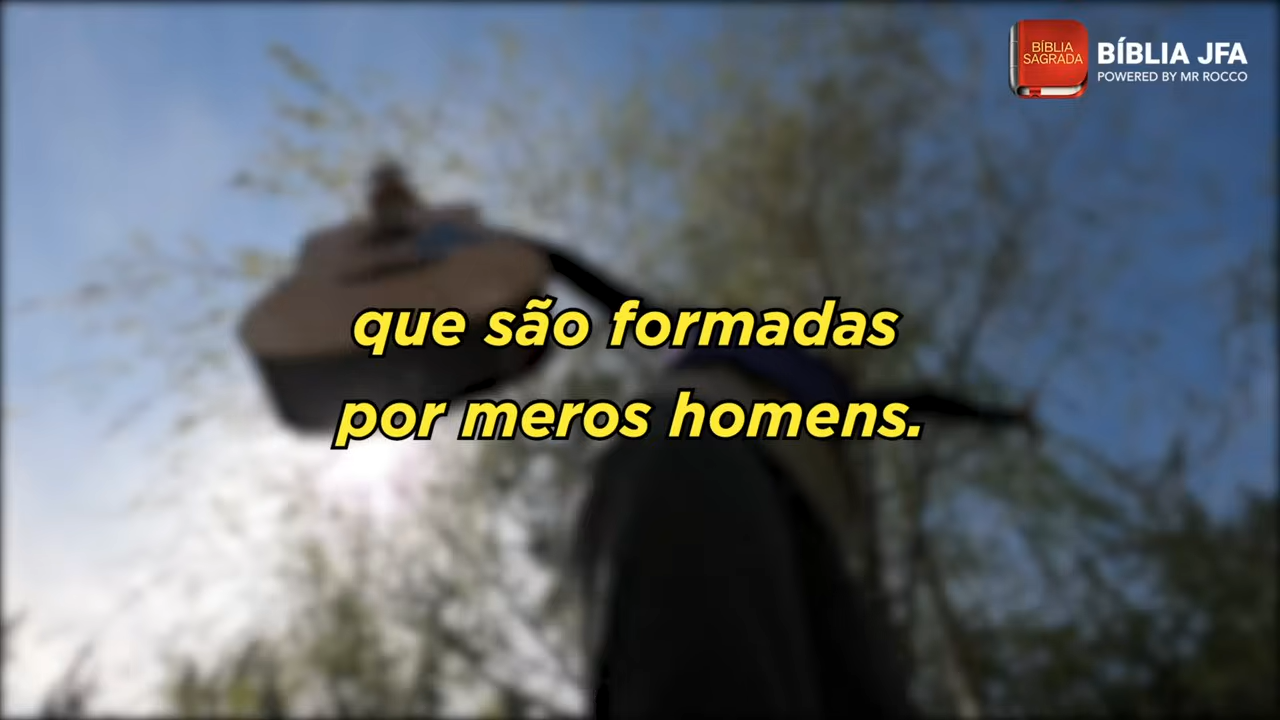 BÍBLIA
SAGRADA
BÍBLIA JFA
POWERED BY MR ROCCO
que são formadas
por meros homens.